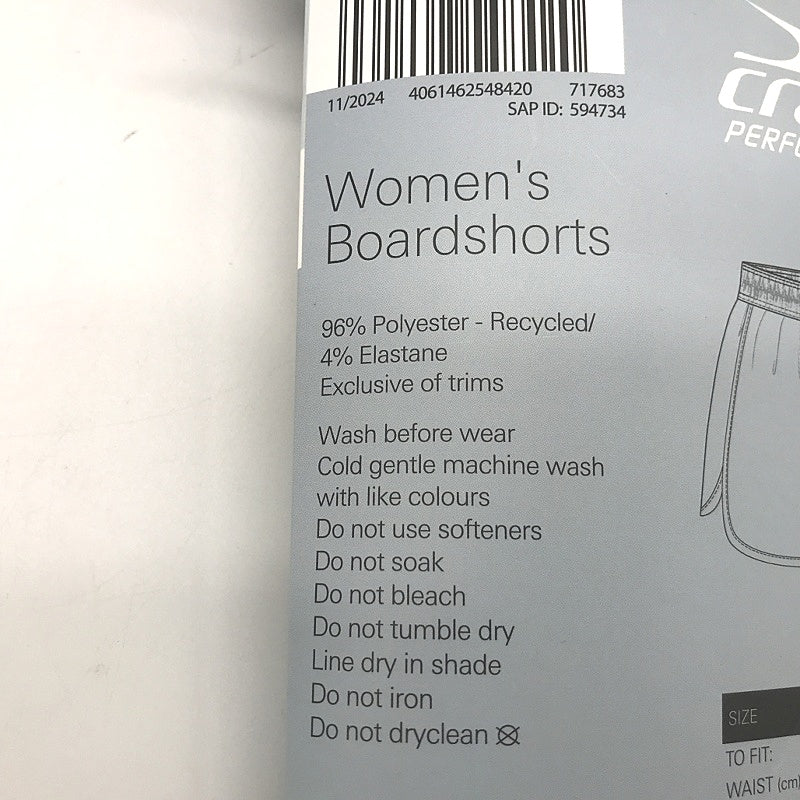 11/2024 4061462548420 717683
SAP ID: 594734
Women's
Boardshorts
96% Polyester - Recycled/
4% Elastane
Exclusive of trims
Wash before wear
Cold gentle machine wash
with like colours
Do not use softeners
Do not soak
Do not bleach
Do not tumble dry
Line dry in shade
Do not iron
Do not dryclean
SIZE
TO FIT:
WAIST (cm)